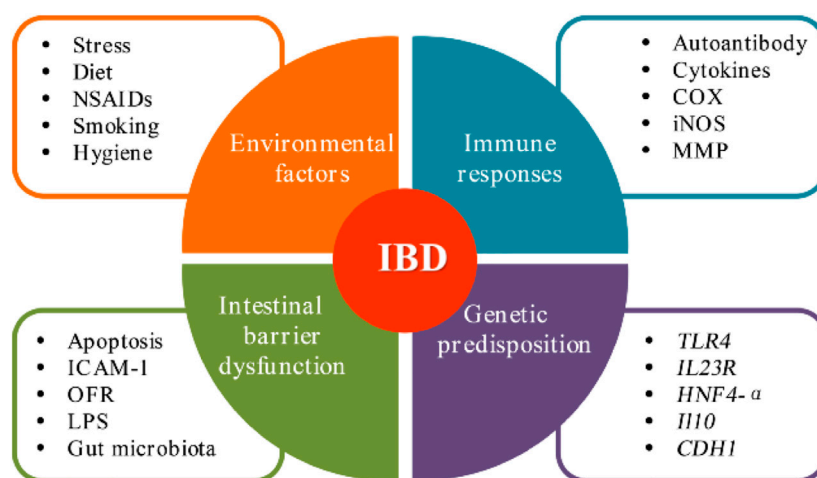 • Stress
• Diet
• NSAIDs
• Smoking
• Hygiene
Environmental
factors
Immune
responses
• Autoantibody
• Cytokines
• COX
• iNOS
• MMP
IBD
• Apoptosis
• ICAM-1
• OFR
• LPS
• Gut microbiota
Intestinal
barrier
dysfunction
Genetic
predisposition
• TLR4
• IL23R
• HNF4-α
• Il10
• CDH1